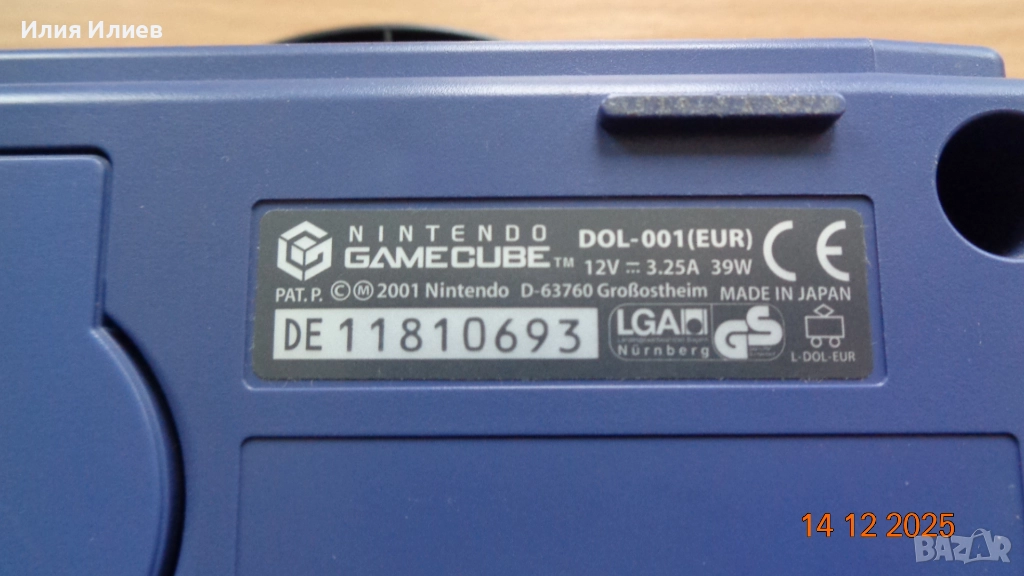 Илия Илиев
NINTENDO
GAMECUBE™
DOL-001(EUR)
12V ⎓ 3.25A 39W
CE
PAT. P. ©Ⓜ 2001 Nintendo D-63760 Großostheim MADE IN JAPAN
DE 11810693
LGA
Nürnberg
GS
L-DOL-EUR
14 12 2025
BAZAR